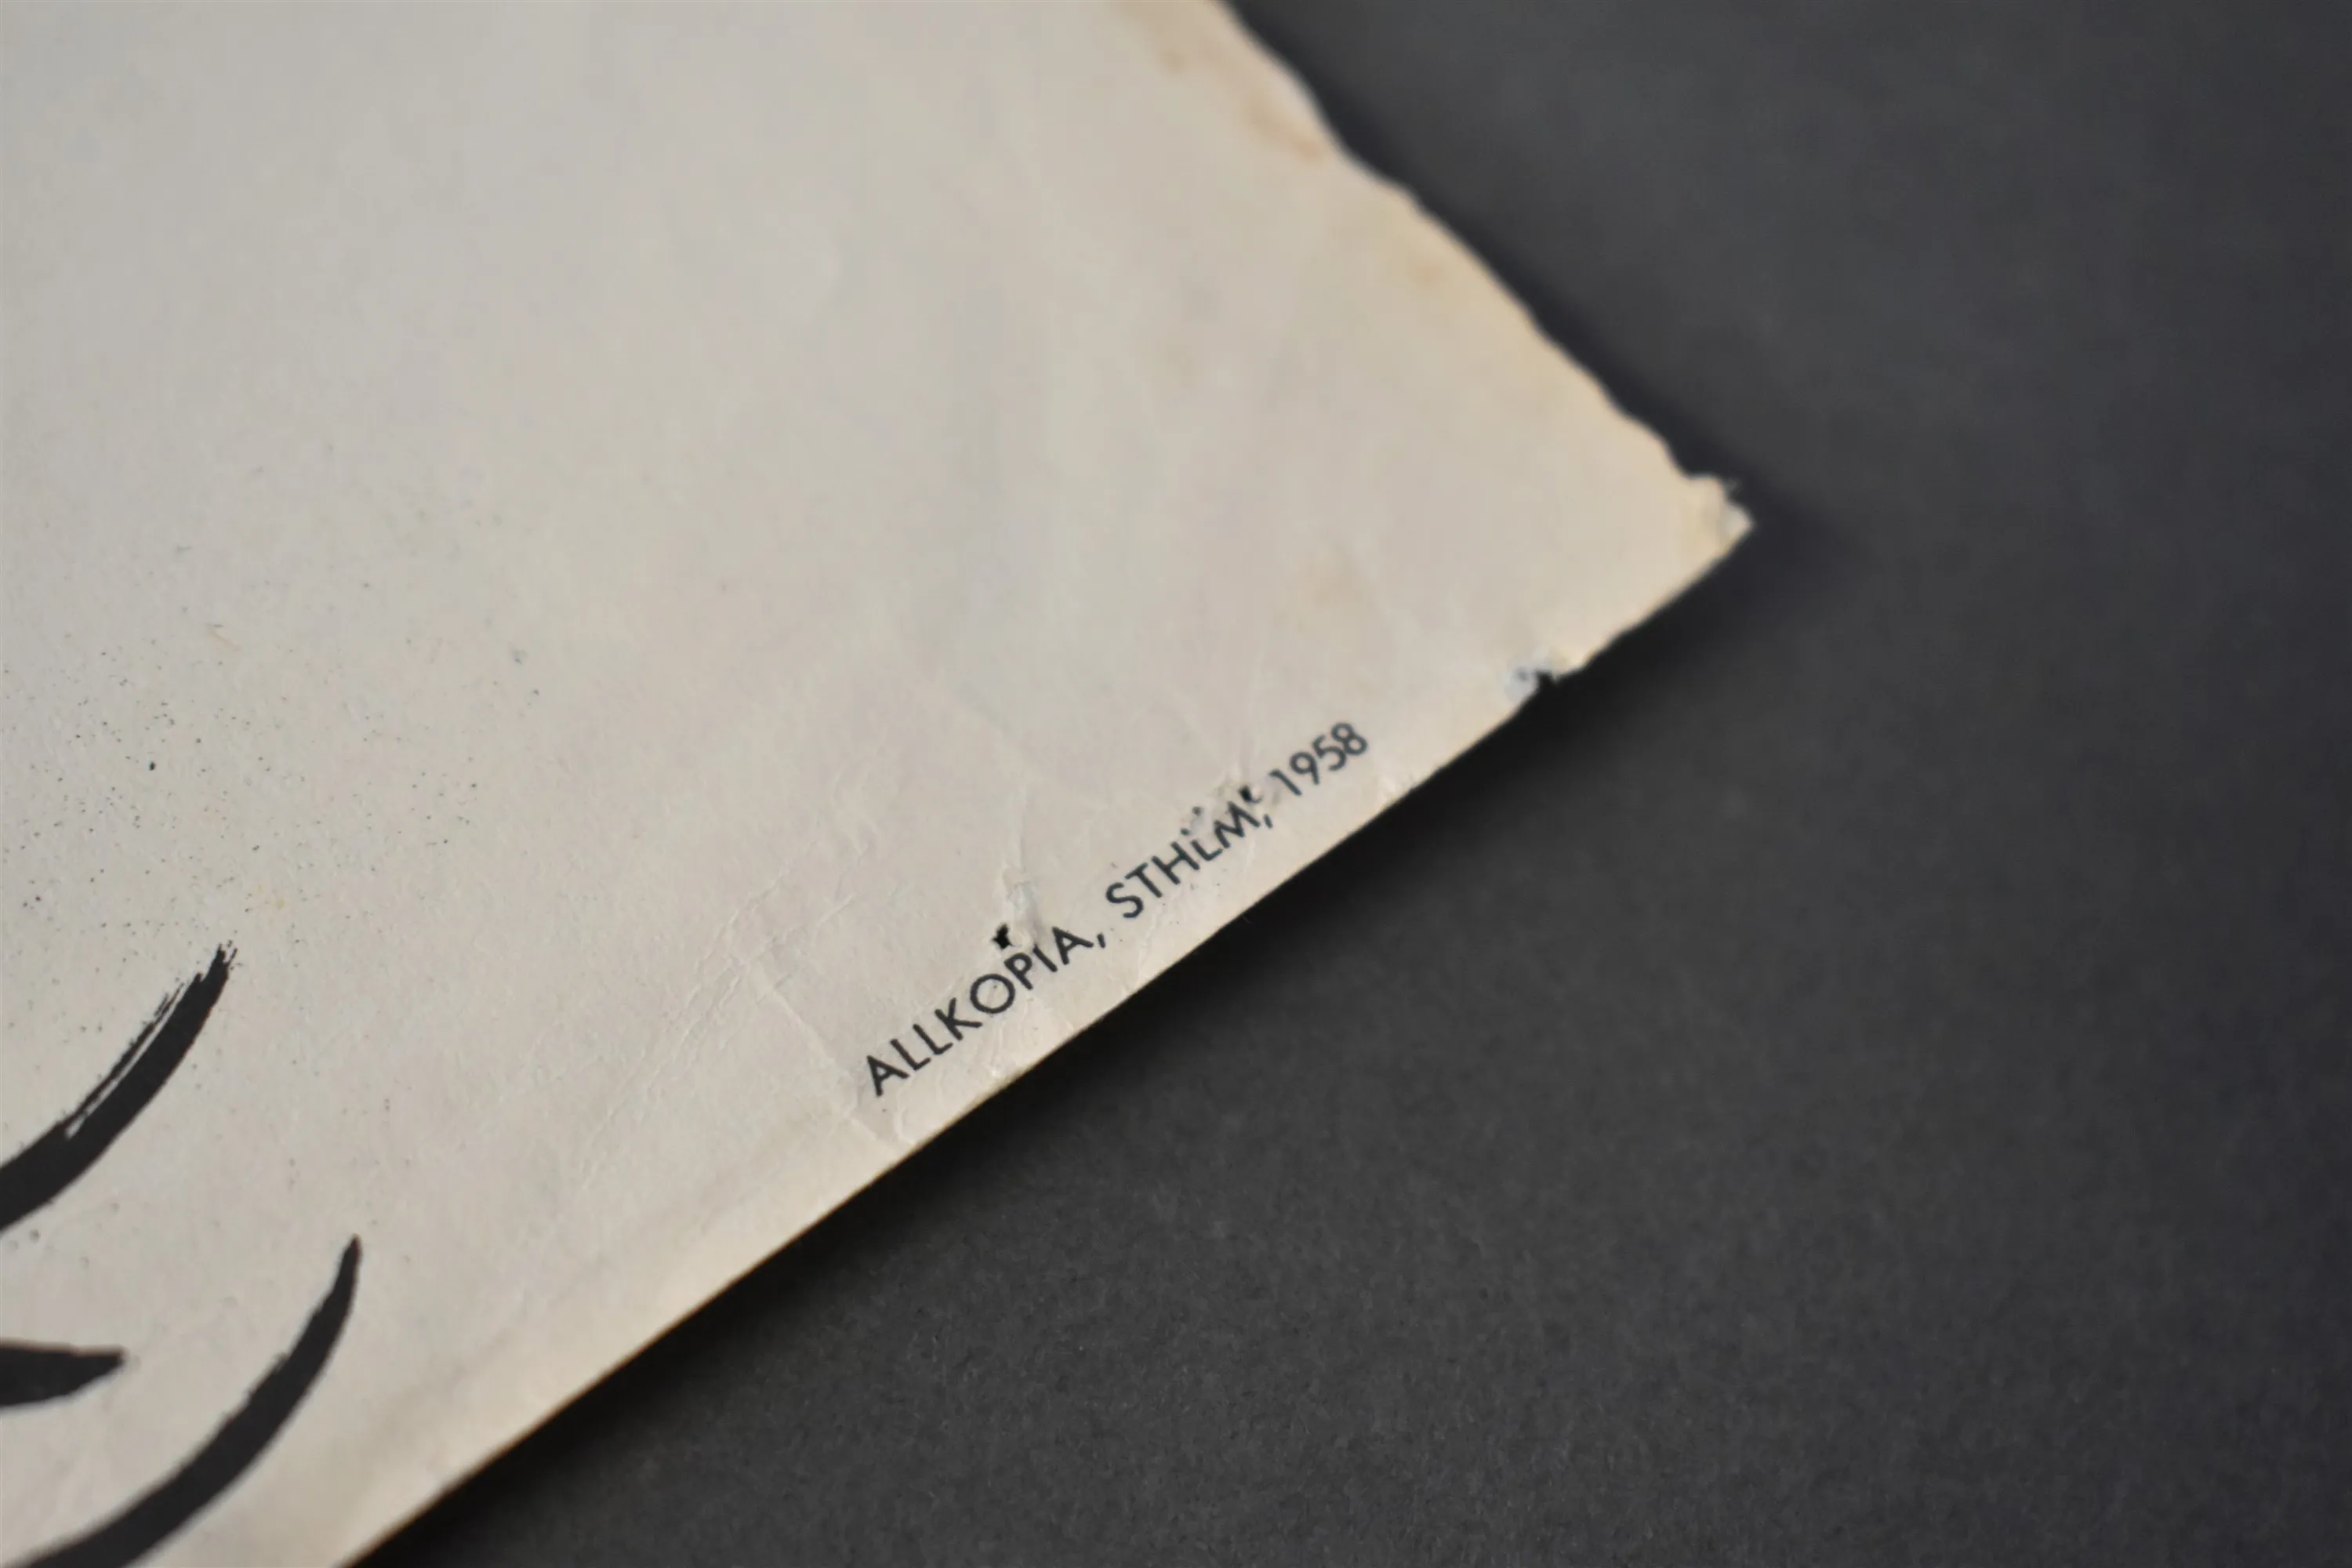 ALLKOPIA, STHLM, 1958